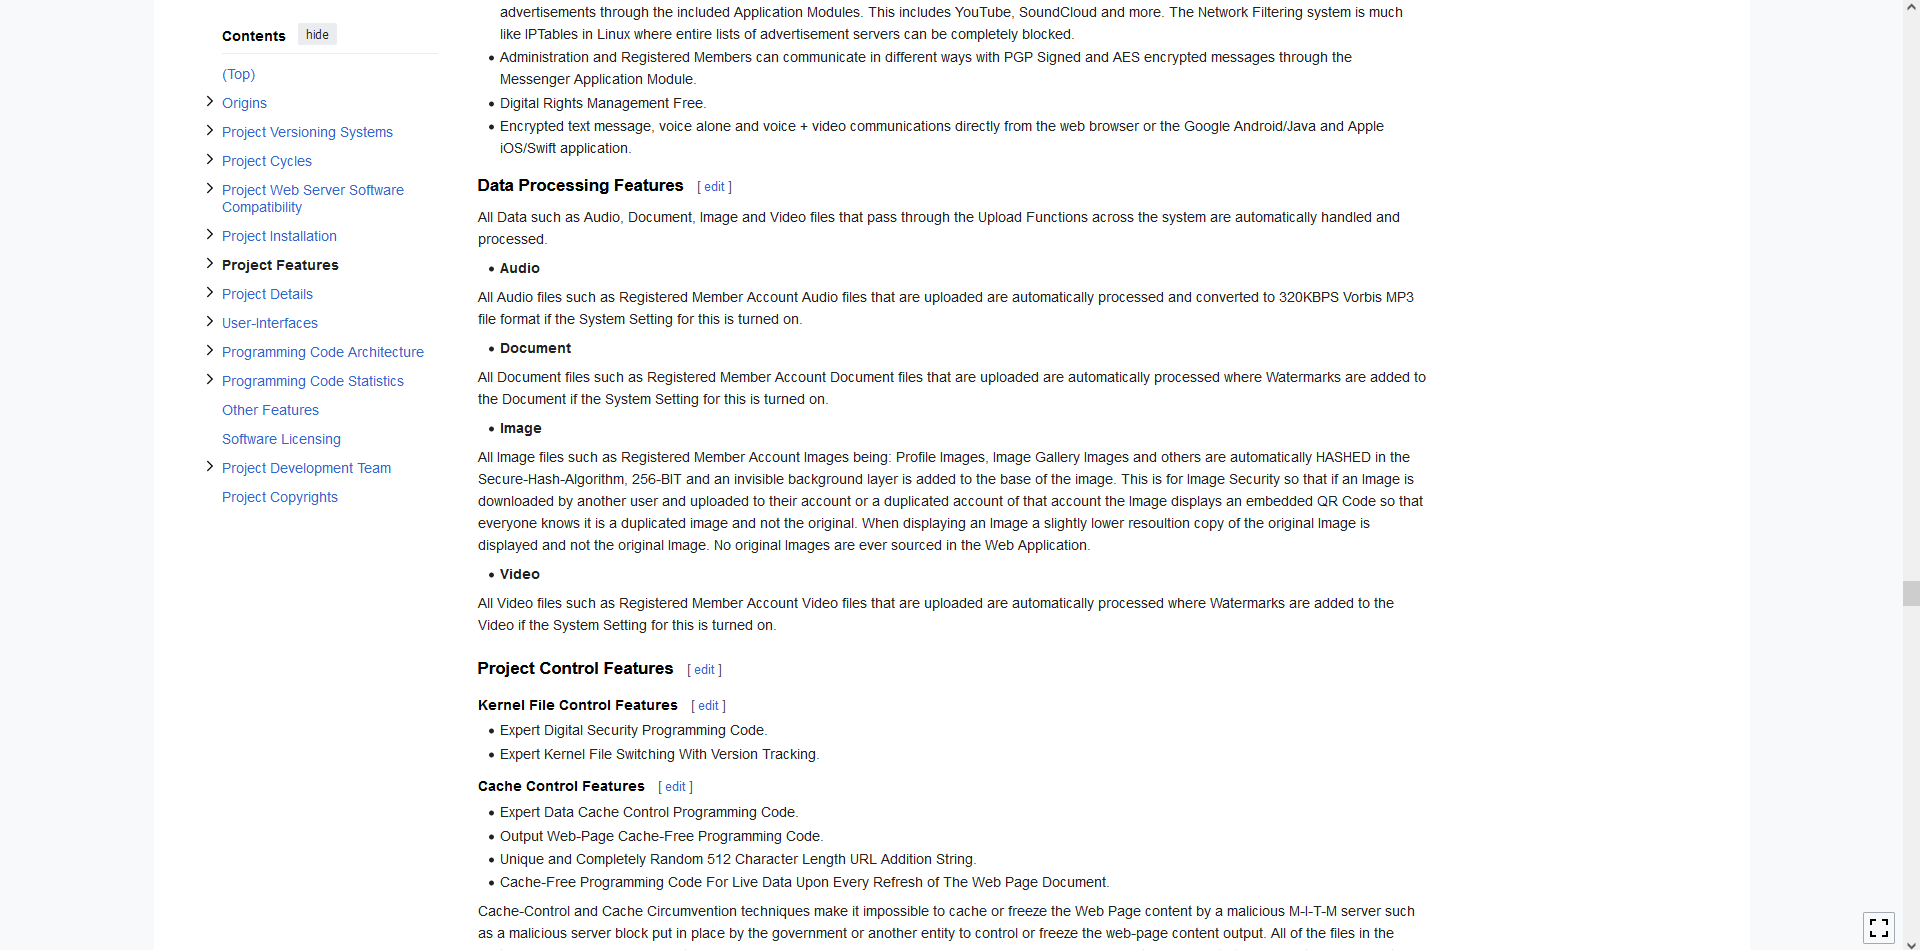 Contents hide
(Top)
Origins
Project Versioning Systems
Project Cycles
Project Web Server Software
Compatibility
Project Installation
Project Features
Project Details
User-Interfaces
Programming Code Architecture
Programming Code Statistics
Other Features
Software Licensing
Project Development Team
Project Copyrights
advertisements through the included Application Modules. This includes YouTube, SoundCloud and more. The Network Filtering system is much
like IPTables in Linux where entire lists of advertisement servers can be completely blocked.
• Administration and Registered Members can communicate in different ways with PGP Signed and AES encrypted messages through the
Messenger Application Module.
• Digital Rights Management Free.
• Encrypted text message, voice alone and voice + video communications directly from the web browser or the Google Android/Java and Apple
iOS/Swift application.
Data Processing Features [ edit ]
All Data such as Audio, Document, Image and Video files that pass through the Upload Functions across the system are automatically handled and
processed.
• Audio
All Audio files such as Registered Member Account Audio files that are uploaded are automatically processed and converted to 320KBPS Vorbis MP3
file format if the System Setting for this is turned on.
• Document
All Document files such as Registered Member Account Document files that are uploaded are automatically processed where Watermarks are added to
the Document if the System Setting for this is turned on.
• Image
All Image files such as Registered Member Account Images being: Profile Images, Image Gallery Images and others are automatically HASHED in the
Secure-Hash-Algorithm, 256-BIT and an invisible background layer is added to the base of the image. This is for Image Security so that if an Image is
downloaded by another user and uploaded to their account or a duplicated account of that account the Image displays an embedded QR Code so that
everyone knows it is a duplicated image and not the original. When displaying an Image a slightly lower resoultion copy of the original Image is
displayed and not the original Image. No original Images are ever sourced in the Web Application.
• Video
All Video files such as Registered Member Account Video files that are uploaded are automatically processed where Watermarks are added to the
Video if the System Setting for this is turned on.
Project Control Features [ edit ]
Kernel File Control Features [ edit ]
• Expert Digital Security Programming Code.
• Expert Kernel File Switching With Version Tracking.
Cache Control Features [ edit ]
• Expert Data Cache Control Programming Code.
• Output Web-Page Cache-Free Programming Code.
• Unique and Completely Random 512 Character Length URL Addition String.
• Cache-Free Programming Code For Live Data Upon Every Refresh of The Web Page Document.
Cache-Control and Cache Circumvention techniques make it impossible to cache or freeze the Web Page content by a malicious M-I-T-M server such
as a malicious server block put in place by the government or another entity to control or freeze the web-page content output. All of the files in the